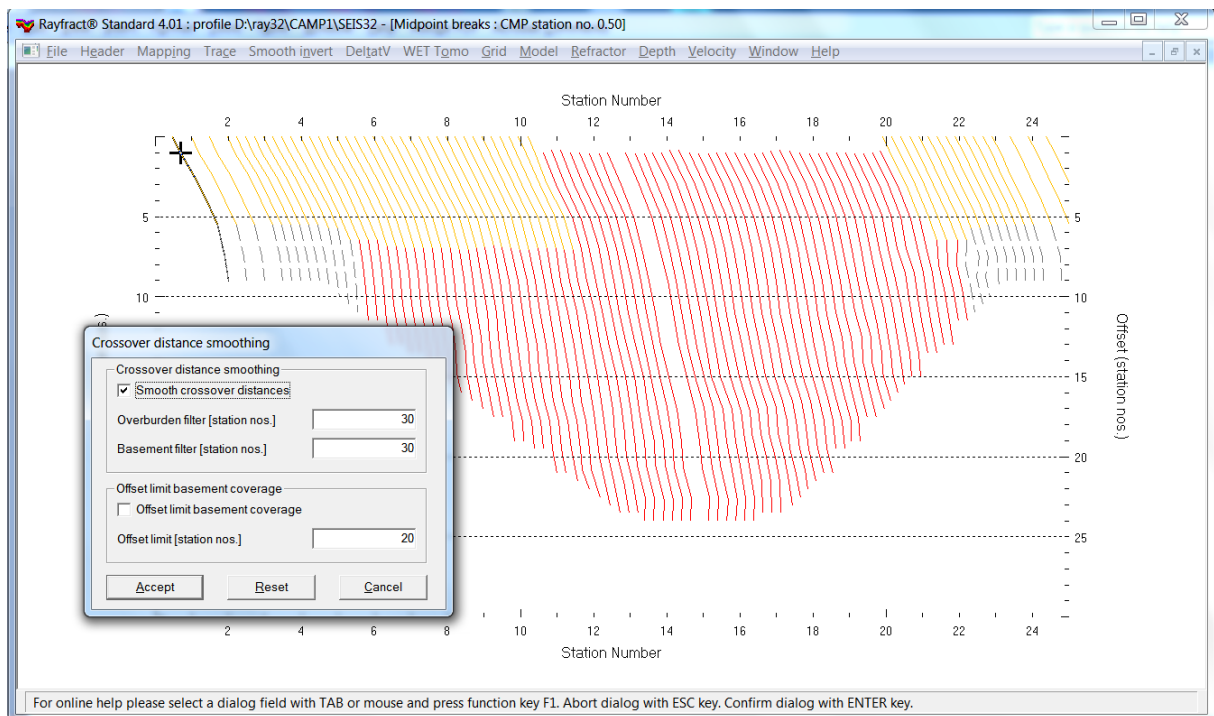 Rayfract® Standard 4.01 : profile D:\ray32\CAMP1\SEIS32 - [Midpoint breaks : CMP station no. 0.50]
File Header Mapping Trace Smooth invert DeltatV WET Tomo Grid Model Refractor Depth Velocity Window Help
Station Number
2 4 6 8 10 12 14 16 18 20 22 24
5 5
10 10
15
20
25
Offset (station nos.)
Crossover distance smoothing
Crossover distance smoothing
Smooth crossover distances
Overburden filter [station nos.] 30
Basement filter [station nos.] 30
Offset limit basement coverage
Offset limit basement coverage
Offset limit [station nos.] 20
Accept Reset Cancel
2 4 6 8 10 12 14 16 18 20 22 24
Station Number
For online help please select a dialog field with TAB or mouse and press function key F1. Abort dialog with ESC key. Confirm dialog with ENTER key.